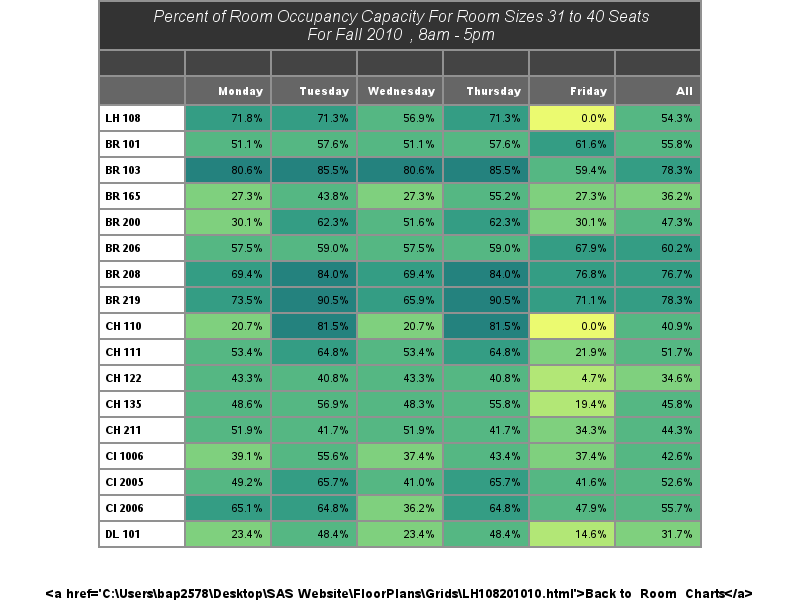 Percent of Room Occupancy Capacity For Room Sizes 31 to 40 Seats
For Fall 2010 , 8am - 5pm
Monday Tuesday Wednesday Thursday Friday All
LH 108 71.8% 71.3% 56.9% 71.3% 0.0% 54.3%
BR 101 51.1% 57.6% 51.1% 57.6% 61.6% 55.8%
BR 103 80.6% 85.5% 80.6% 85.5% 59.4% 78.3%
BR 165 27.3% 43.8% 27.3% 55.2% 27.3% 36.2%
BR 200 30.1% 62.3% 51.6% 62.3% 30.1% 47.3%
BR 206 57.5% 59.0% 57.5% 59.0% 67.9% 60.2%
BR 208 69.4% 84.0% 69.4% 84.0% 76.8% 76.7%
BR 219 73.5% 90.5% 65.9% 90.5% 71.1% 78.3%
CH 110 20.7% 81.5% 20.7% 81.5% 0.0% 40.9%
CH 111 53.4% 64.8% 53.4% 64.8% 21.9% 51.7%
CH 122 43.3% 40.8% 43.3% 40.8% 4.7% 34.6%
CH 135 48.6% 56.9% 48.3% 55.8% 19.4% 45.8%
CH 211 51.9% 41.7% 51.9% 41.7% 34.3% 44.3%
CI 1006 39.1% 55.6% 37.4% 43.4% 37.4% 42.6%
CI 2005 49.2% 65.7% 41.0% 65.7% 41.6% 52.6%
CI 2006 65.1% 64.8% 36.2% 64.8% 47.9% 55.7%
DL 101 23.4% 48.4% 23.4% 48.4% 14.6% 31.7%
<a href='C:\Users\bap2578\Desktop\SAS Website\FloorPlans\Grids\LH108201010.html'>Back to Room Charts</a>